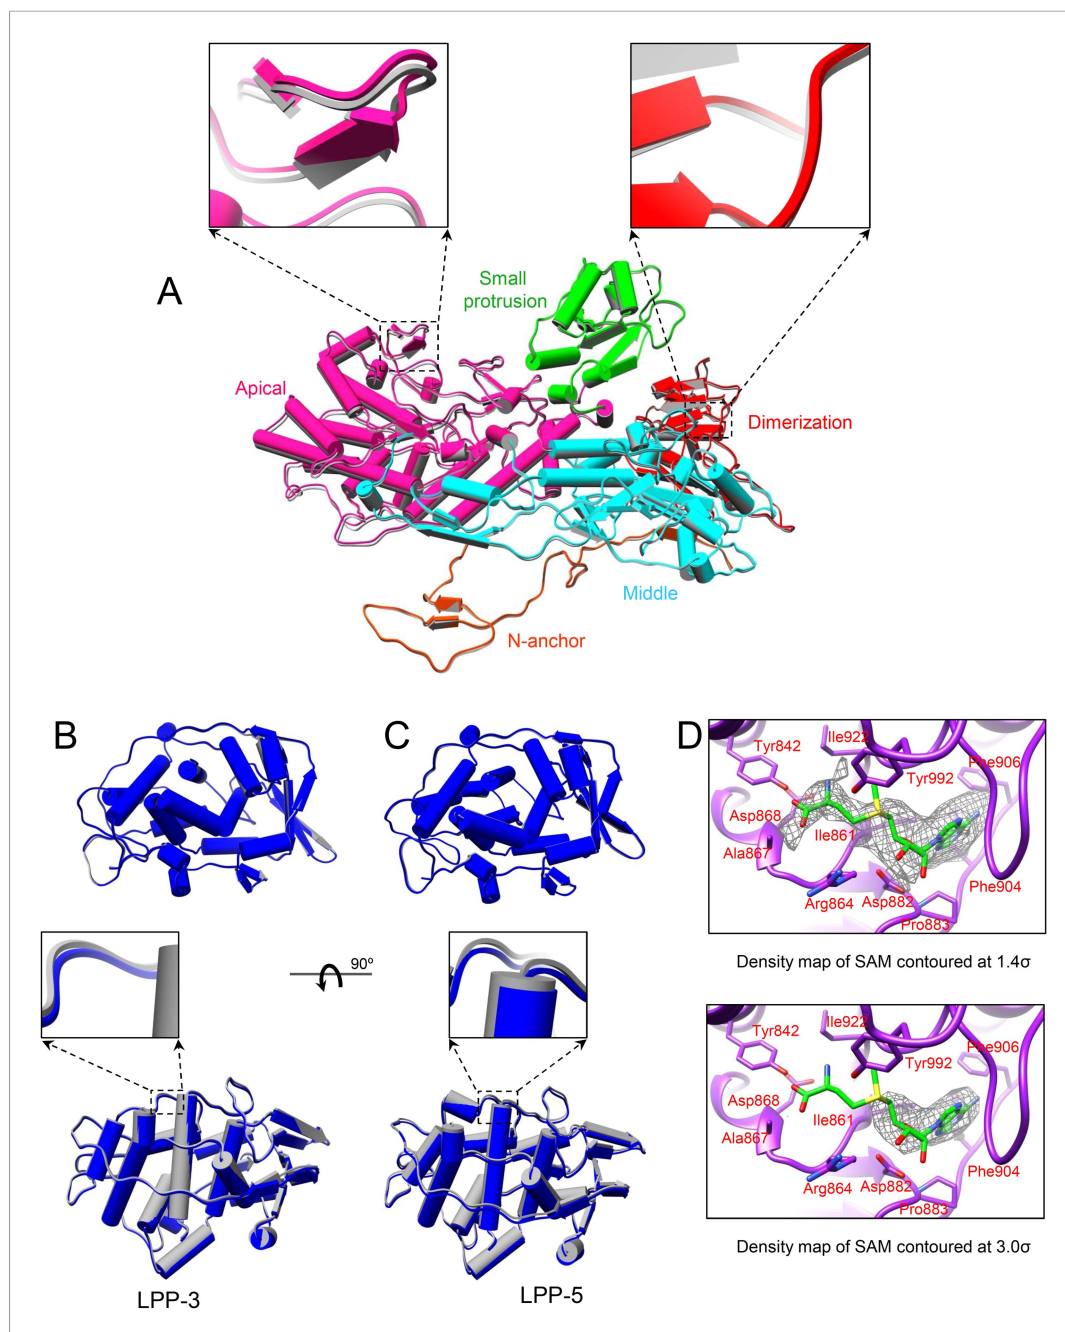 A
Small
protrusion
Apical
Dimerization
Middle
N-anchor
B
C
D
90º
LPP-3
LPP-5
Ile922
Tyr842
Phe906
Tyr992
Asp868
Ile861
Ala867
Phe904
Arg864
Asp882
Pro883
Density map of SAM contoured at 1.4σ
Ile922
Tyr842
Phe906
Tyr992
Asp868
Ile861
Ala867
Phe904
Arg864
Asp882
Pro883
Density map of SAM contoured at 3.0σ